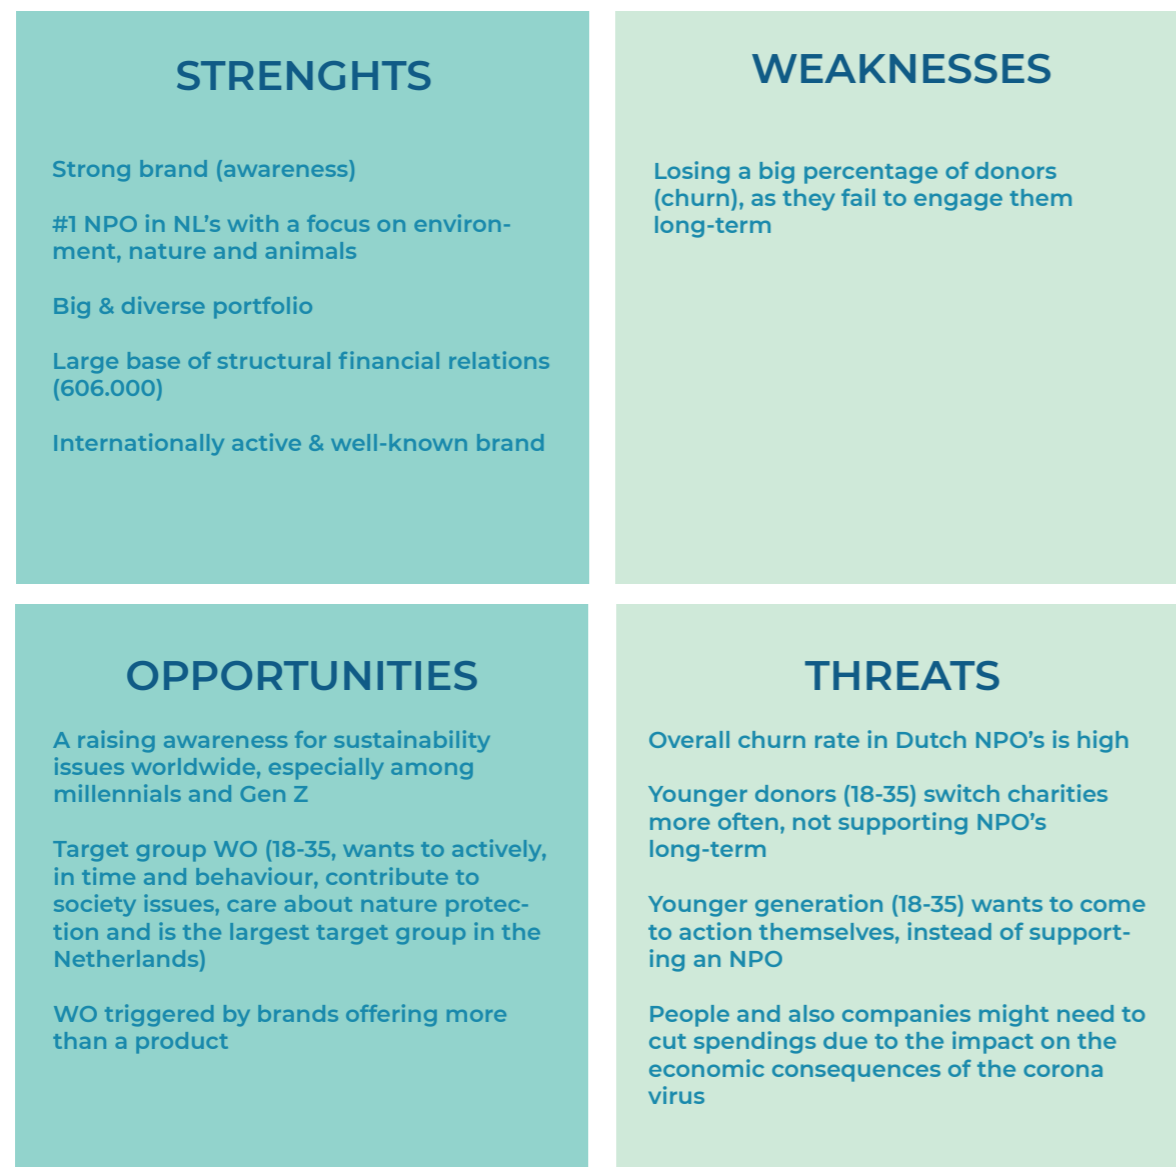 STRENGHTS
Strong brand (awareness)
#1 NPO in NL's with a focus on environ-
ment, nature and animals
Big & diverse portfolio
Large base of structural financial relations
(606.000)
Internationally active & well-known brand
WEAKNESSES
Losing a big percentage of donors
(churn), as they fail to engage them
long-term
OPPORTUNITIES
A raising awareness for sustainability
issues worldwide, especially among
millennials and Gen Z
Target group WO (18-35, wants to actively,
in time and behaviour, contribute to
society issues, care about nature protec-
tion and is the largest target group in the
Netherlands)
WO triggered by brands offering more
than a product
THREATS
Overall churn rate in Dutch NPO's is high
Younger donors (18-35) switch charities
more often, not supporting NPO's
long-term
Younger generation (18-35) wants to come
to action themselves, instead of support-
ing an NPO
People and also companies might need to
cut spendings due to the impact on the
economic consequences of the corona
virus